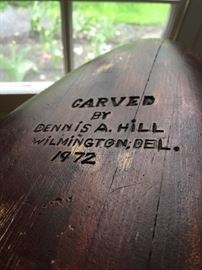 CARVED
BY
DENNiS A. HiLL
WiLMiNGTON, DEL.
1972